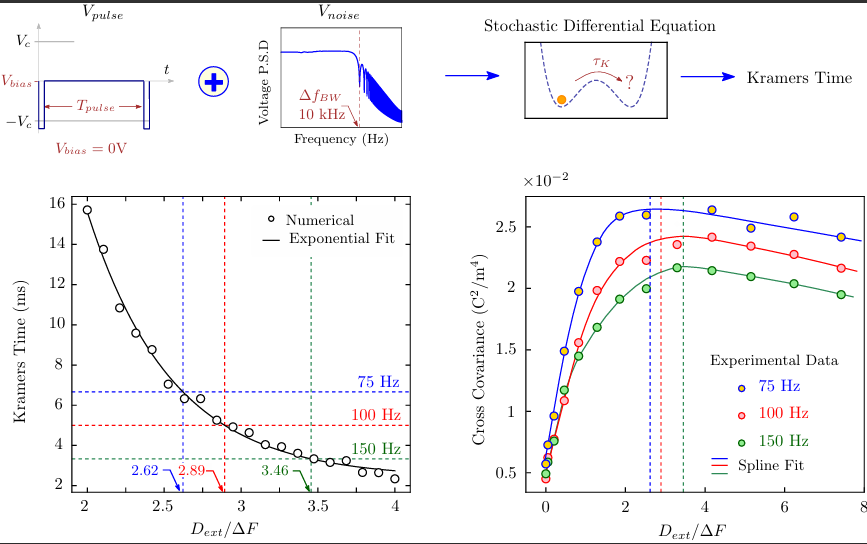 V_pulse
V_noise
Stochastic Differential Equation
V_c
V_bias
t
T_pulse
−V_c
V_bias = 0V
Voltage P.S.D
Δf_BW
10 kHz
Frequency (Hz)
τ_K
?
Kramers Time
16
14
12
10
8
6
4
2
Kramers Time (ms)
Numerical
Exponential Fit
75 Hz
100 Hz
150 Hz
2.62
2.89
3.46
2
2.5
3
3.5
4
D_ext/ΔF
×10⁻²
2.5
2
1.5
1
0.5
Cross Covariance (C²/m⁴)
Experimental Data
75 Hz
100 Hz
150 Hz
Spline Fit
0
2
4
6
8
D_ext/ΔF